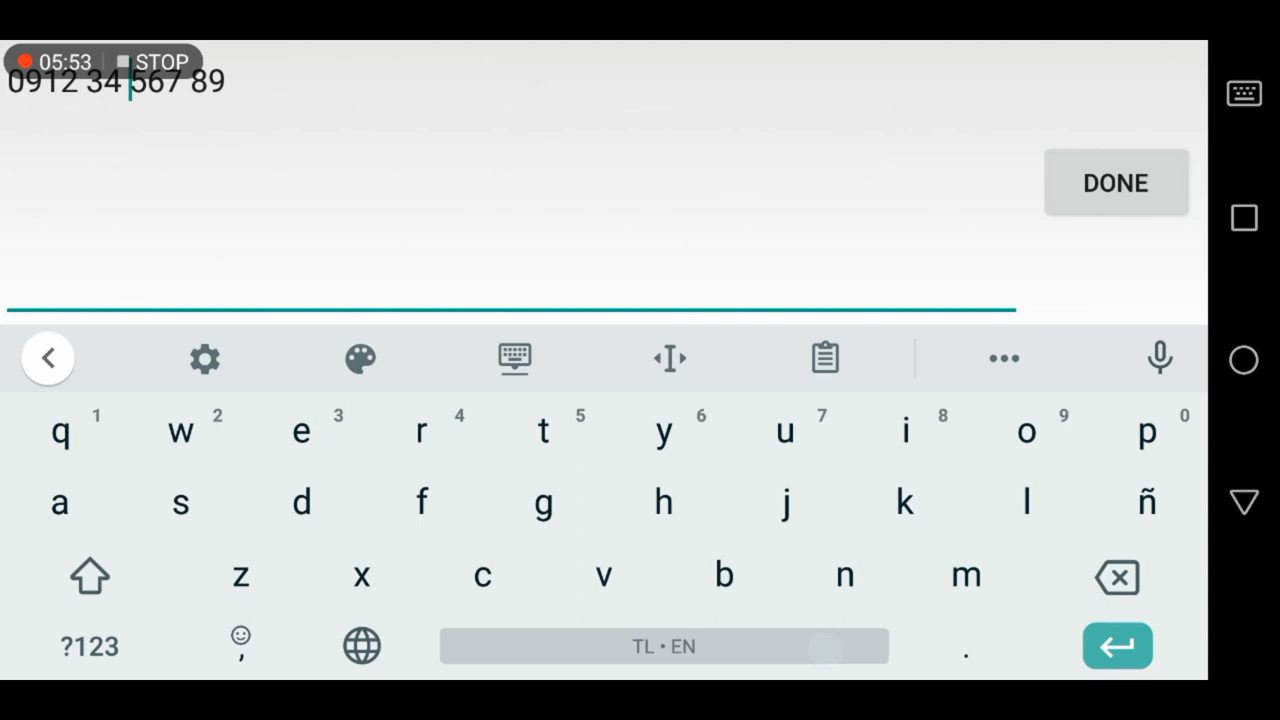 05:53 STOP
0912 34 567 89
DONE
q 1 w 2 e 3 r 4 t 5 y 6 u 7 i 8 o 9 p 0
a s d f g h j k l ñ
z x c v b n m
?123 , TL • EN .